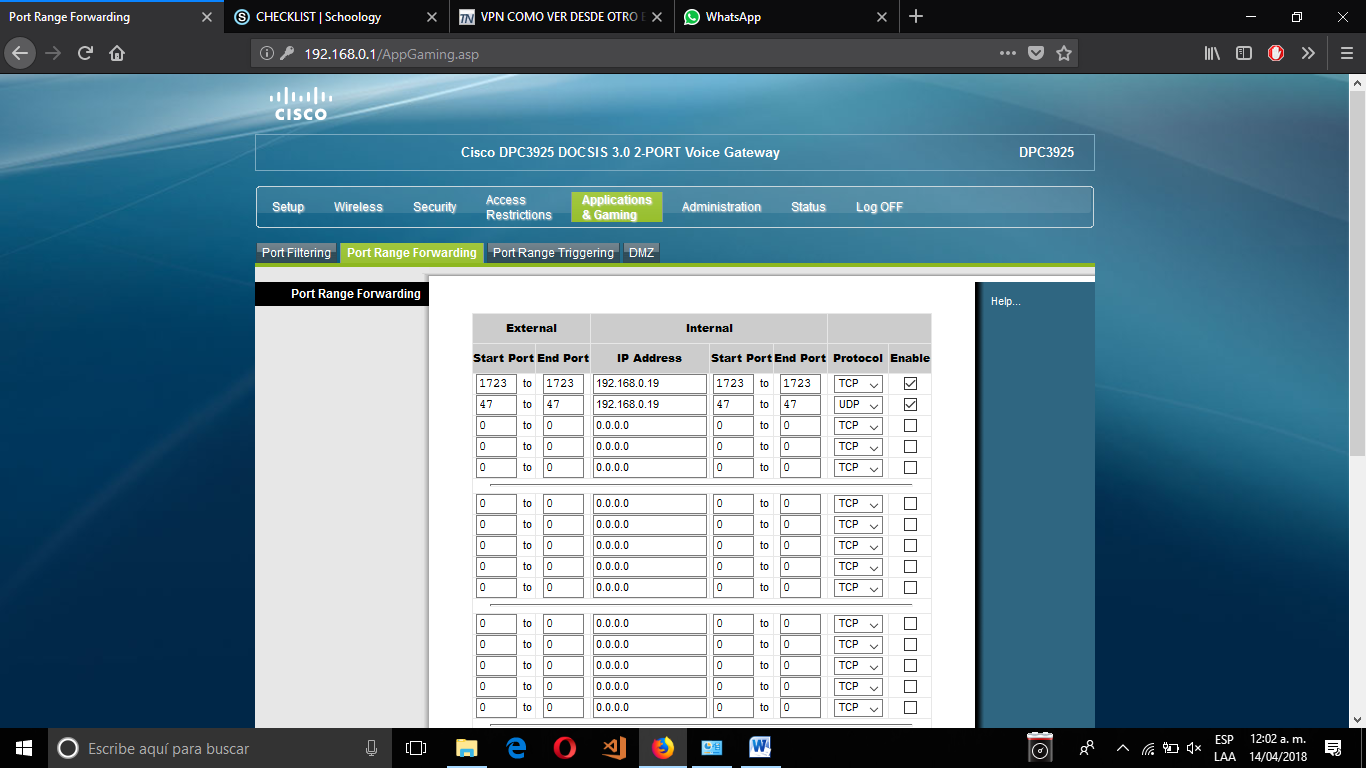 Port Range Forwarding
CHECKLIST | Schoology
TN VPN COMO VER DESDE OTRO E
WhatsApp
192.168.0.1/AppGaming.asp
CISCO
Cisco DPC3925 DOCSIS 3.0 2-PORT Voice Gateway DPC3925
Setup Wireless Security Access Restrictions Applications & Gaming Administration Status Log OFF
Port Filtering Port Range Forwarding Port Range Triggering DMZ
Port Range Forwarding
Help...
External Internal
Start Port End Port IP Address Start Port End Port Protocol Enable
1723 to 1723 192.168.0.19 1723 to 1723 TCP
47 to 47 192.168.0.19 47 to 47 UDP
0 to 0 0.0.0.0 0 to 0 TCP
0 to 0 0.0.0.0 0 to 0 TCP
0 to 0 0.0.0.0 0 to 0 TCP
0 to 0 0.0.0.0 0 to 0 TCP
0 to 0 0.0.0.0 0 to 0 TCP
0 to 0 0.0.0.0 0 to 0 TCP
0 to 0 0.0.0.0 0 to 0 TCP
0 to 0 0.0.0.0 0 to 0 TCP
0 to 0 0.0.0.0 0 to 0 TCP
0 to 0 0.0.0.0 0 to 0 TCP
0 to 0 0.0.0.0 0 to 0 TCP
0 to 0 0.0.0.0 0 to 0 TCP
0 to 0 0.0.0.0 0 to 0 TCP
Escribe aquí para buscar
ESP
LAA
12:02 a. m.
14/04/2018